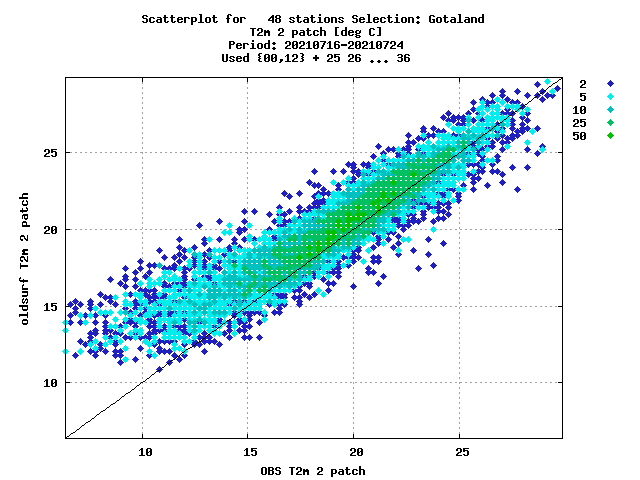 Scatterplot for 48 stations Selection: Gotaland
T2m 2 patch [deg C]
Period: 20210716-20210724
Used {00,12} + 25 26 ... 36
2
5
10
25
50
25
20
15
10
oldsurf T2m 2 patch
10 15 20 25
OBS T2m 2 patch